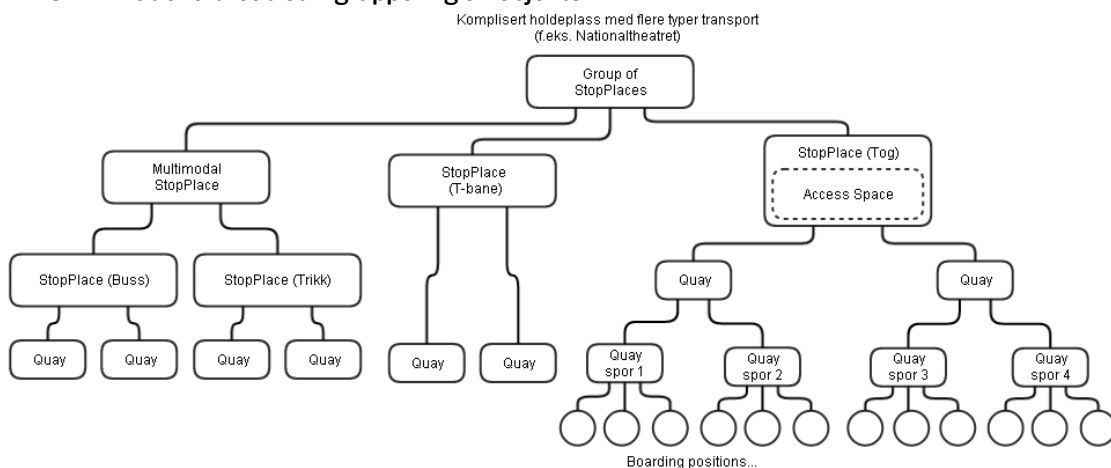 Komplisert holdeplass med flere typer transport
(f.eks. Nationaltheatret)
Group of
StopPlaces
Multimodal
StopPlace
StopPlace
(T-bane)
StopPlace (Tog)
Access Space
StopPlace (Buss)
StopPlace (Trikk)
Quay
Quay
Quay
Quay
Quay
Quay
Quay
Quay
Quay
spor 1
Quay
spor 2
Quay
spor 3
Quay
spor 4
Boarding positions...